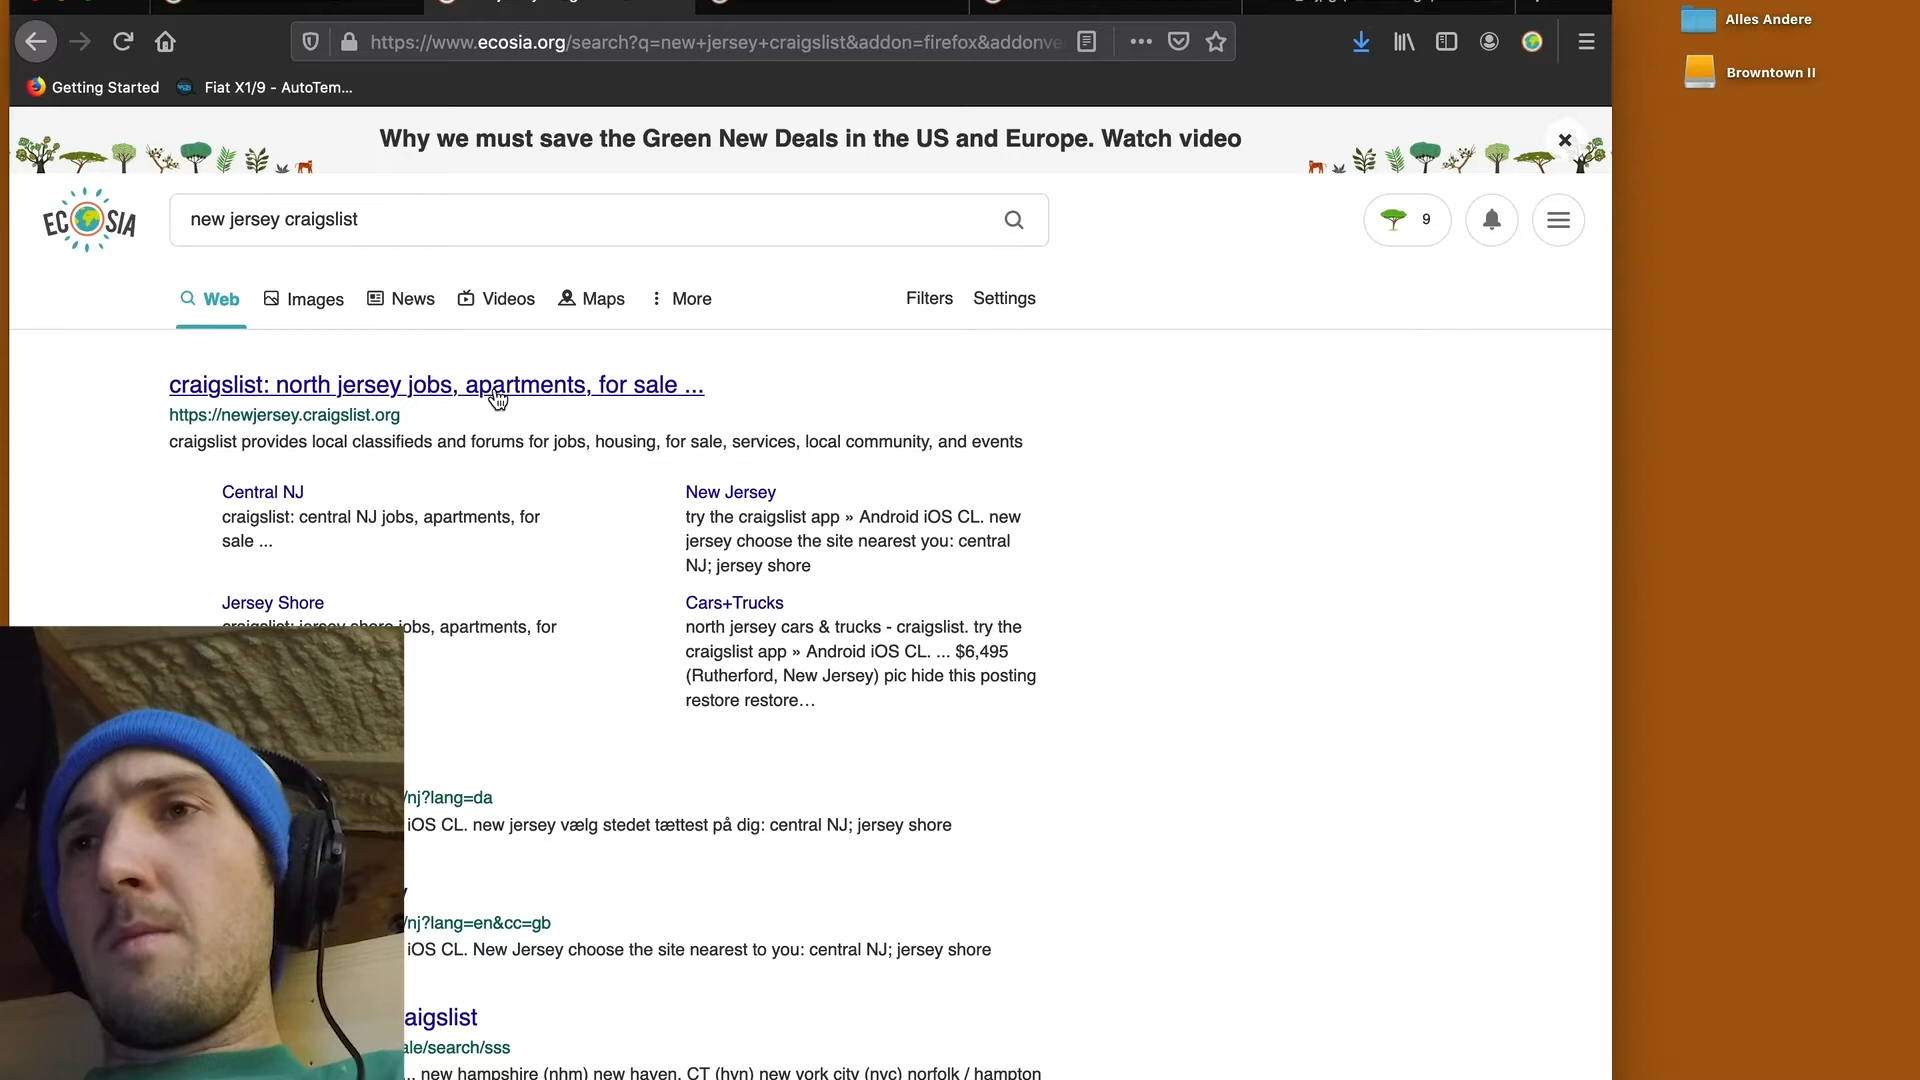 Alles Andere
https://www.ecosia.org/search?q=new+jersey+craigslist&addon=firefox&addonve
Browntown II
Getting Started
Fiat X1/9 - AutoTem...
Why we must save the Green New Deals in the US and Europe. Watch video
ECOSIA
new jersey craigslist
9
Web Images News Videos Maps More Filters Settings
craigslist: north jersey jobs, apartments, for sale ...
https://newjersey.craigslist.org
craigslist provides local classifieds and forums for jobs, housing, for sale, services, local community, and events
Central NJ
craigslist: central NJ jobs, apartments, for
sale ...
New Jersey
try the craigslist app » Android iOS CL. new
jersey choose the site nearest you: central
NJ; jersey shore
Jersey Shore
craigslist: jersey shore jobs, apartments, for
Cars+Trucks
north jersey cars & trucks - craigslist. try the
craigslist app » Android iOS CL. ... $6,495
(Rutherford, New Jersey) pic hide this posting
restore restore…
/nj?lang=da
iOS CL. new jersey vælg stedet tættest på dig: central NJ; jersey shore
/nj?lang=en&cc=gb
iOS CL. New Jersey choose the site nearest to you: central NJ; jersey shore
aigslist
ale/search/sss
... new hampshire (nhm) new haven, CT (hvn) new york city (nyc) norfolk / hampton